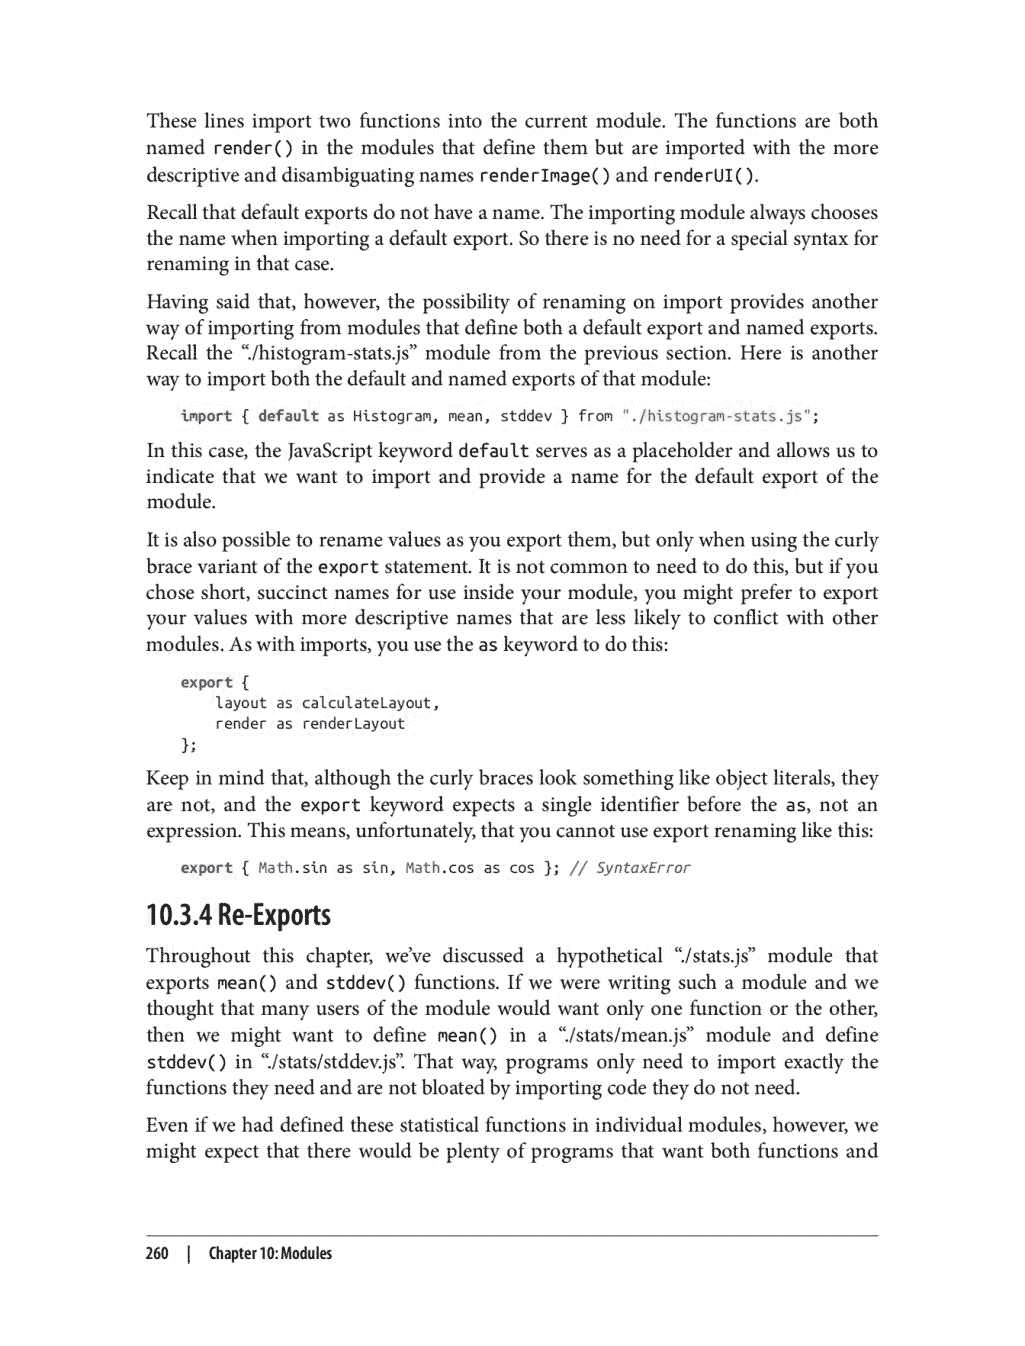 These lines import two functions into the current module. The functions are both
named render() in the modules that define them but are imported with the more
descriptive and disambiguating names renderImage() and renderUI().
Recall that default exports do not have a name. The importing module always chooses
the name when importing a default export. So there is no need for a special syntax for
renaming in that case.
Having said that, however, the possibility of renaming on import provides another
way of importing from modules that define both a default export and named exports.
Recall the “./histogram-stats.js” module from the previous section. Here is another
way to import both the default and named exports of that module:
import { default as Histogram, mean, stddev } from "./histogram-stats.js";
In this case, the JavaScript keyword default serves as a placeholder and allows us to
indicate that we want to import and provide a name for the default export of the
module.
It is also possible to rename values as you export them, but only when using the curly
brace variant of the export statement. It is not common to need to do this, but if you
chose short, succinct names for use inside your module, you might prefer to export
your values with more descriptive names that are less likely to conflict with other
modules. As with imports, you use the as keyword to do this:
export {
    layout as calculateLayout,
    render as renderLayout
};
Keep in mind that, although the curly braces look something like object literals, they
are not, and the export keyword expects a single identifier before the as, not an
expression. This means, unfortunately, that you cannot use export renaming like this:
export { Math.sin as sin, Math.cos as cos }; // SyntaxError
10.3.4 Re-Exports
Throughout this chapter, we’ve discussed a hypothetical “./stats.js” module that
exports mean() and stddev() functions. If we were writing such a module and we
thought that many users of the module would want only one function or the other,
then we might want to define mean() in a “./stats/mean.js” module and define
stddev() in “./stats/stddev.js”. That way, programs only need to import exactly the
functions they need and are not bloated by importing code they do not need.
Even if we had defined these statistical functions in individual modules, however, we
might expect that there would be plenty of programs that want both functions and
260 | Chapter 10: Modules